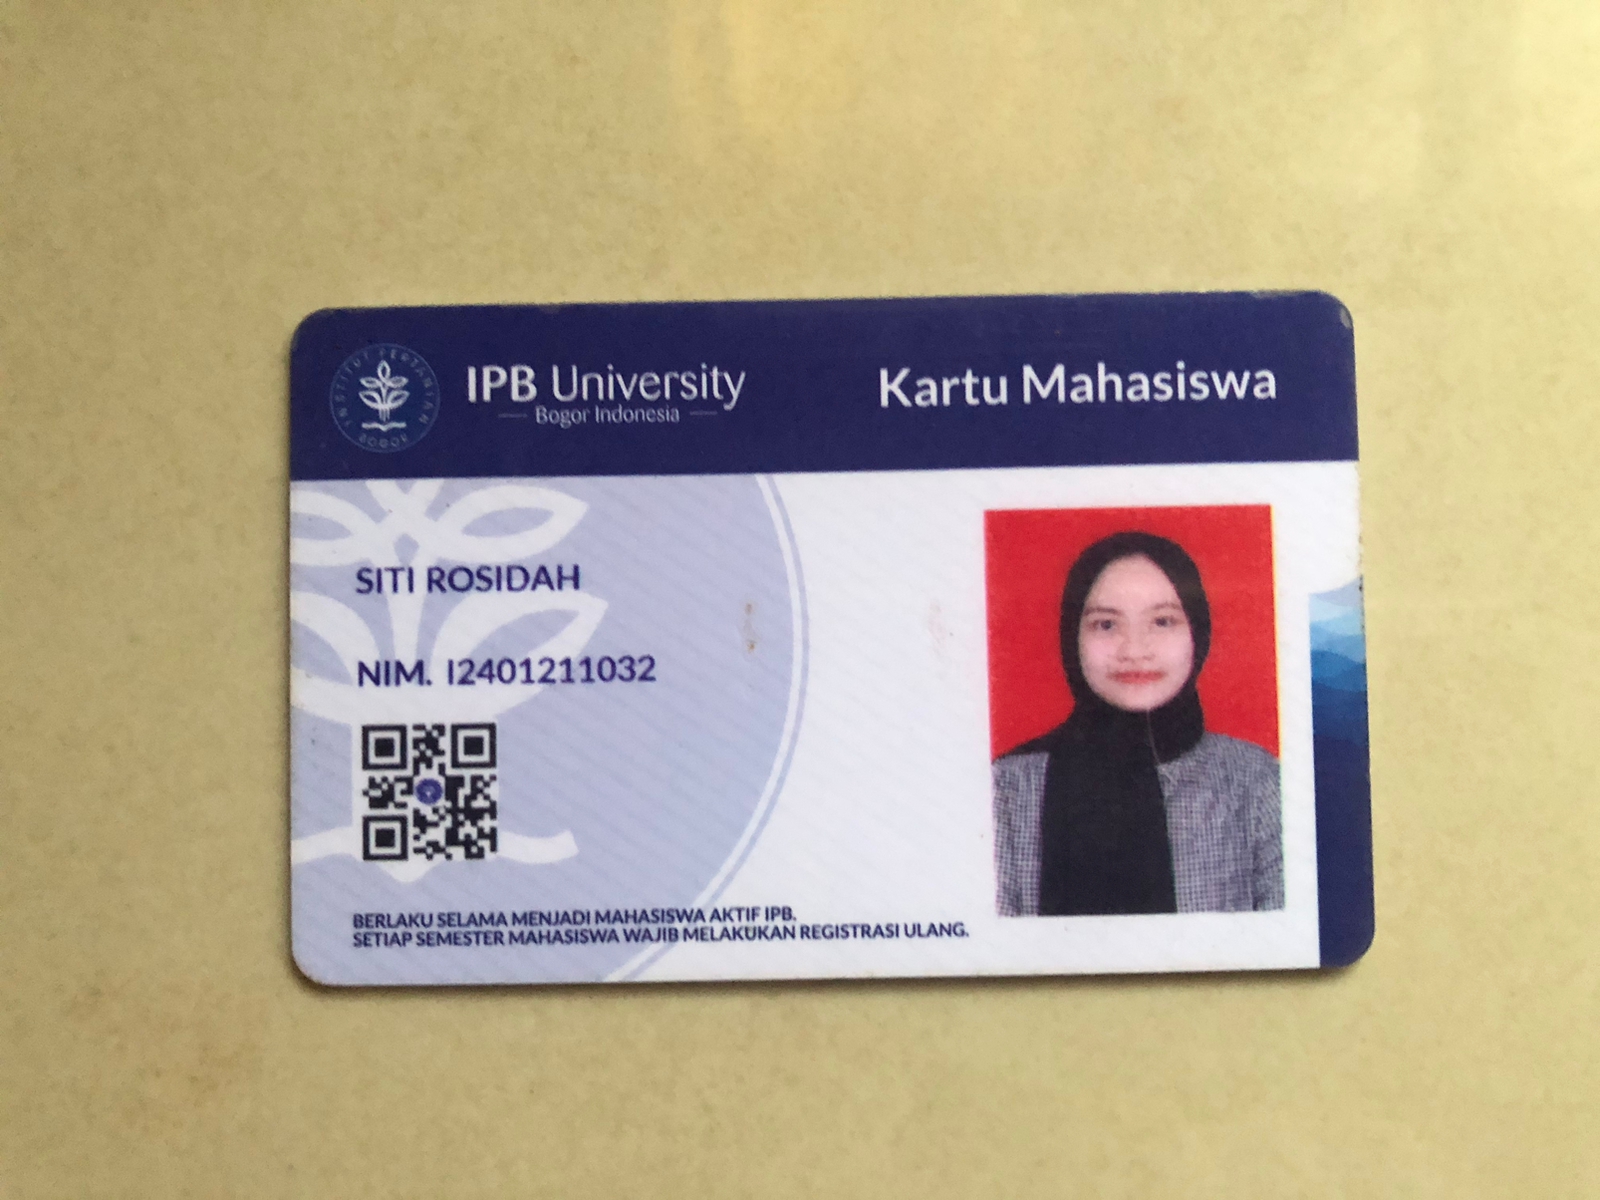 INSTITUT PERTANIAN
BOGOR
IPB University
Bogor Indonesia
Kartu Mahasiswa
SITI ROSIDAH
NIM. I2401211032
BERLAKU SELAMA MENJADI MAHASISWA AKTIF IPB.
SETIAP SEMESTER MAHASISWA WAJIB MELAKUKAN REGISTRASI ULANG.